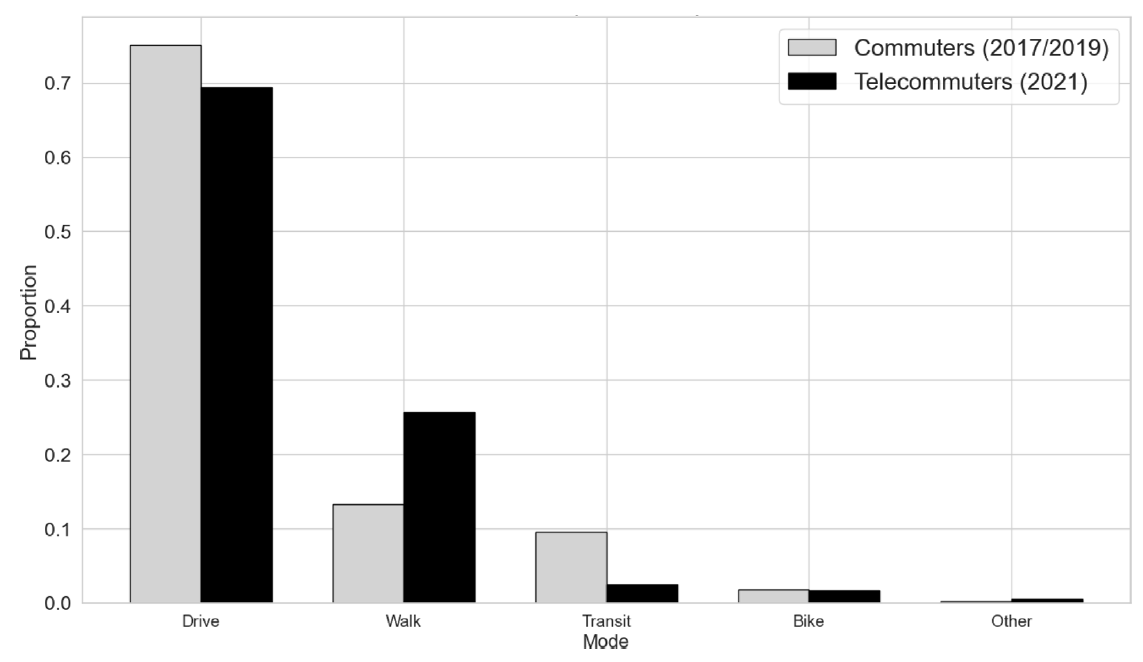 Commuters (2017/2019)
Telecommuters (2021)
Proportion
0.7
0.6
0.5
0.4
0.3
0.2
0.1
0.0
Drive
Walk
Transit
Bike
Other
Mode